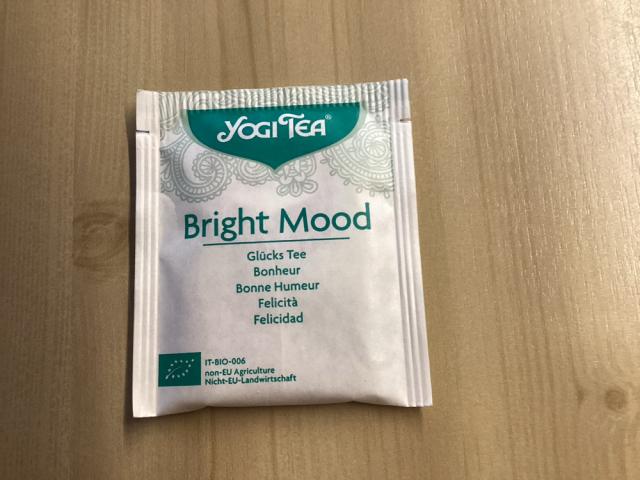 YOGI TEA®
Bright Mood
Glücks Tee
Bonheur
Bonne Humeur
Felicità
Felicidad
IT-BIO-006
non-EU Agriculture
Nicht-EU-Landwirtschaft